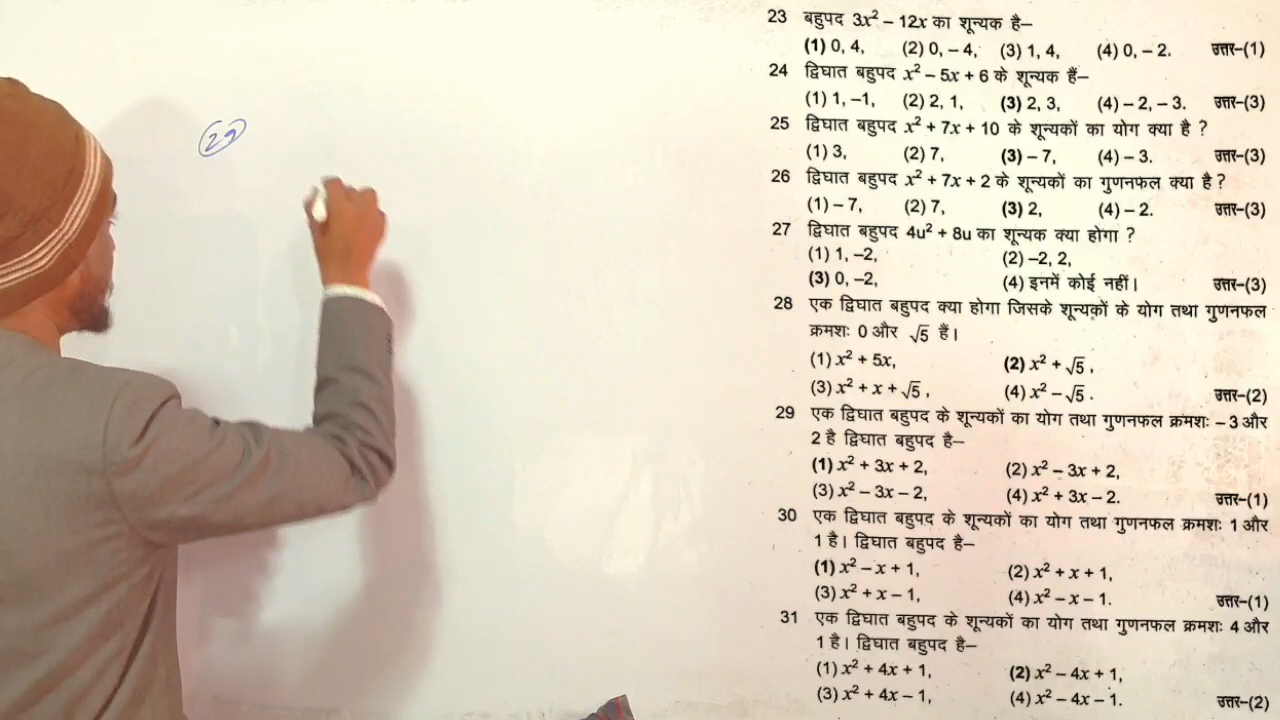 29
23 बहुपद 3x² – 12x का शून्यक है–
(1) 0, 4, (2) 0, – 4, (3) 1, 4, (4) 0, – 2. उत्तर–(1)
24 द्विघात बहुपद x² – 5x + 6 के शून्यक हैं–
(1) 1, –1, (2) 2, 1, (3) 2, 3, (4) – 2, – 3. उत्तर–(3)
25 द्विघात बहुपद x² + 7x + 10 के शून्यकों का योग क्या है ?
(1) 3, (2) 7, (3) – 7, (4) – 3. उत्तर–(3)
26 द्विघात बहुपद x² + 7x + 2 के शून्यकों का गुणनफल क्या है ?
(1) – 7, (2) 7, (3) 2, (4) – 2. उत्तर–(3)
27 द्विघात बहुपद 4u² + 8u का शून्यक क्या होगा ?
(1) 1, –2, (2) –2, 2,
(3) 0, –2, (4) इनमें कोई नहीं। उत्तर–(3)
28 एक द्विघात बहुपद क्या होगा जिसके शून्यकों के योग तथा गुणनफल
क्रमशः 0 और √5 हैं।
(1) x² + 5x, (2) x² + √5 ,
(3) x² + x + √5 , (4) x² – √5 . उत्तर–(2)
29 एक द्विघात बहुपद के शून्यकों का योग तथा गुणनफल क्रमशः – 3 और
2 है द्विघात बहुपद है–
(1) x² + 3x + 2, (2) x² – 3x + 2,
(3) x² – 3x – 2, (4) x² + 3x – 2. उत्तर–(1)
30 एक द्विघात बहुपद के शून्यकों का योग तथा गुणनफल क्रमशः 1 और
1 है। द्विघात बहुपद है–
(1) x² – x + 1, (2) x² + x + 1,
(3) x² + x – 1, (4) x² – x – 1. उत्तर–(1)
31 एक द्विघात बहुपद के शून्यकों का योग तथा गुणनफल क्रमशः 4 और
1 है। द्विघात बहुपद है–
(1) x² + 4x + 1, (2) x² – 4x + 1,
(3) x² + 4x – 1, (4) x² – 4x – 1. उत्तर–(2)